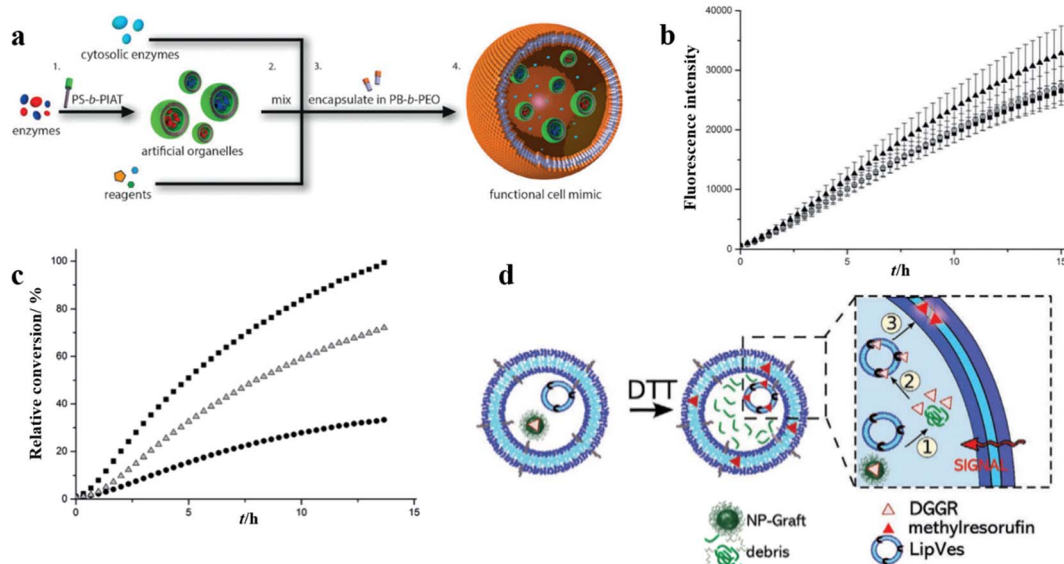 a
cytosolic enzymes
1.
PS-b-PIAT
2.
3.
4.
enzymes
mix
encapsulate in PB-b-PEO
artificial organelles
reagents
functional cell mimic
b
Fluorescence intensity
40000
30000
20000
10000
0
0
5
10
15
t/h
c
Relative conversion/ %
100
80
60
40
20
0
0
5
10
15
t/h
d
DTT
3
2
1
SIGNAL
NP-Graft
debris
DGGR
methylresorufin
LipVes